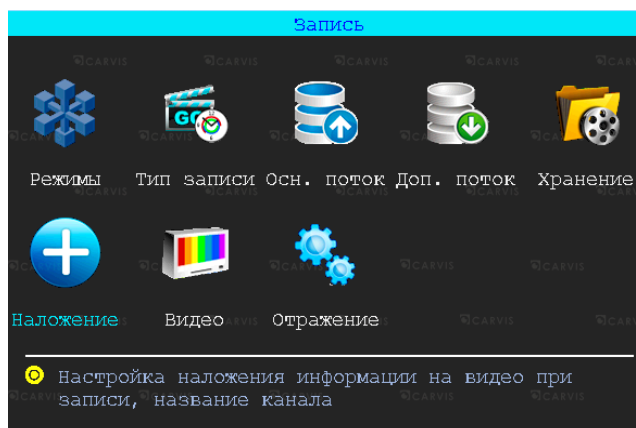 Запись
Режимы Тип записи Осн. поток Доп. поток Хранение
Наложение Видео Отражение
Настройка наложения информации на видео при
записи, название канала
CARVIS